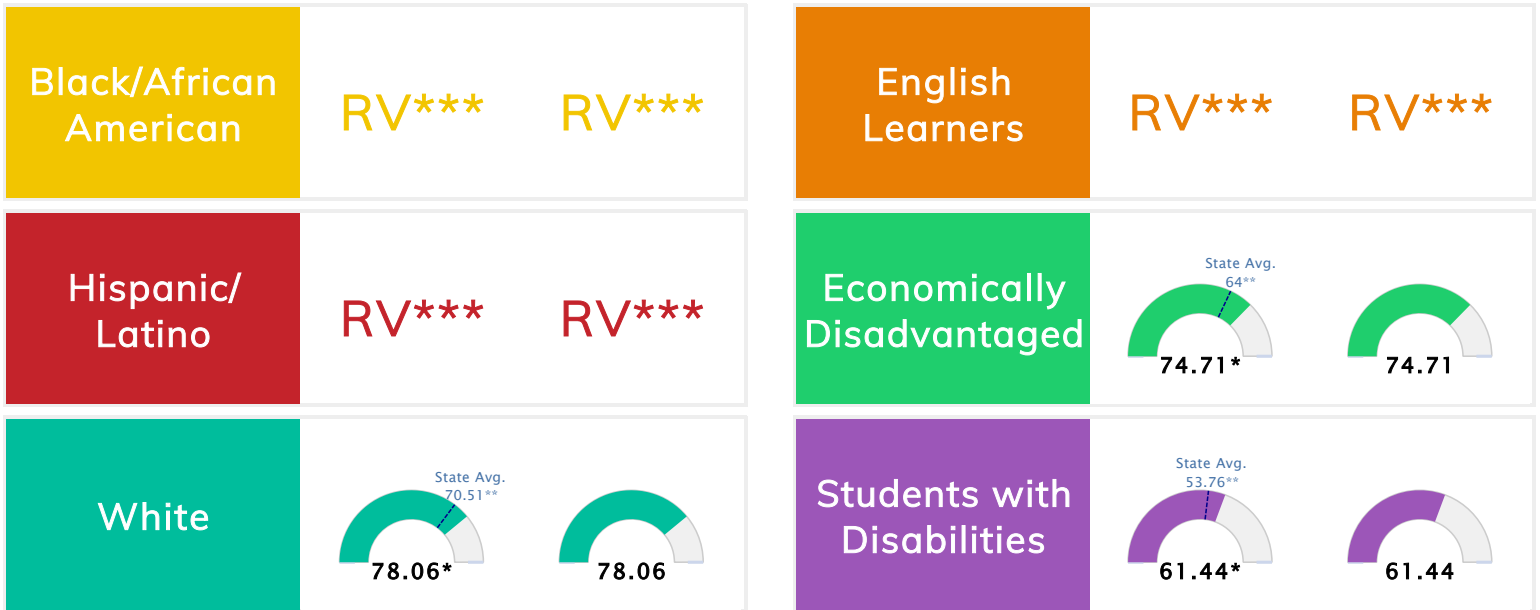 Black/African
American
RV*** RV***
English
Learners
RV*** RV***
Hispanic/
Latino
RV*** RV***
Economically
Disadvantaged
State Avg.
64**
74.71* 74.71
White
State Avg.
70.51**
78.06* 78.06
Students with
Disabilities
State Avg.
53.76**
61.44* 61.44